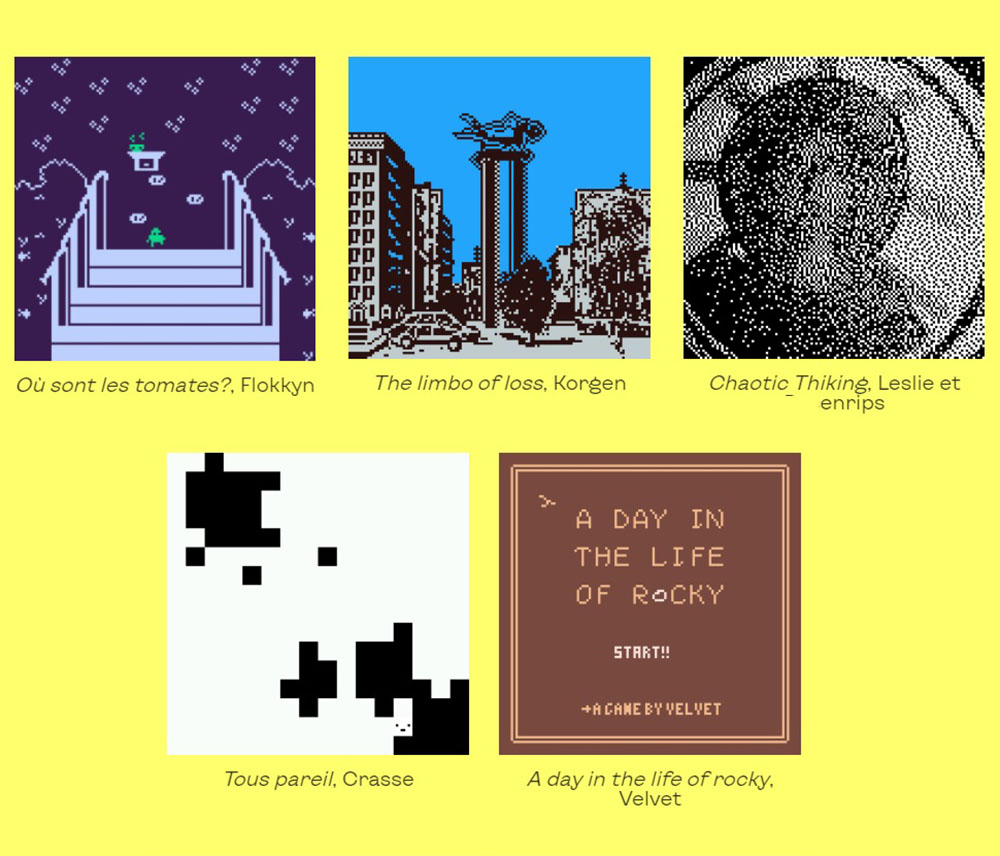 Où sont les tomates?, Flokkyn
The limbo of loss, Korgen
Chaotic_Thiking, Leslie et
enrips
> A DAY IN
THE LIFE
OF ROCKY
START!!
→A GAME BY VELVET
Tous pareil, Crasse
A day in the life of rocky,
Velvet